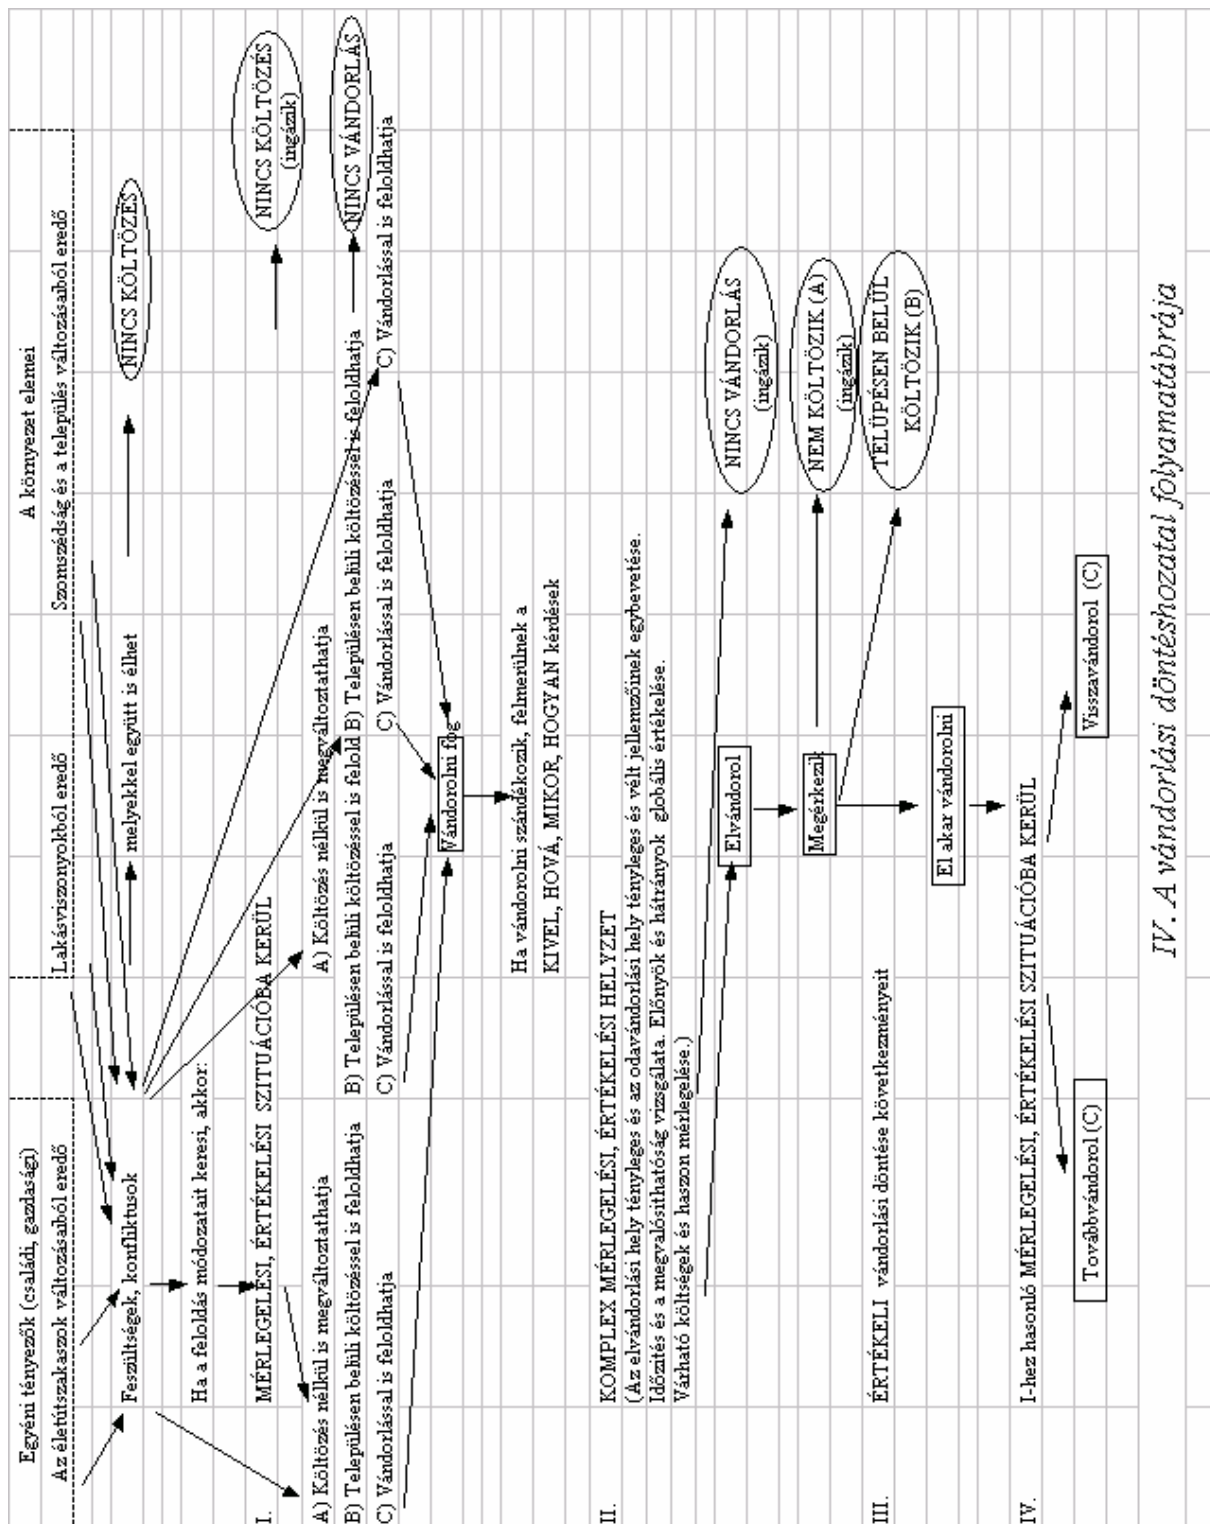 Egyéni tényezők (családi, gazdasági)
A környezet elemei
Az életútszakaszok változásaiból eredő
Lakásviszonyokból eredő
Szomszédság és a település változásaiból eredő
Feszültségek, konfliktusok
melyekkel együtt is élhet
NINCS KÖLTÖZÉS
Ha a feloldás módozatait keresi, akkor:
I.
MÉRLEGELÉSI, ÉRTÉKELÉSI SZITUÁCIÓBA KERÜL
NINCS KÖLTÖZÉS
(ingázik)
A) Költözés nélkül is megváltoztathatja
A) Költözés nélkül is megváltoztathatja
B) Településen belüli költözéssel is feloldhatja
B) Településen belüli költözéssel is felold
B) Településen belüli költözéssel is feloldhatja
NINCS VÁNDORLÁS
C) Vándorlással is feloldhatja
C) Vándorlással is feloldhatja
C) Vándorlással is feloldhatja
C) Vándorlással is feloldhatja
Vándorolni fog
Ha vándorolni szándékozik, felmerülnek a
KIVEL, HOVÁ, MIKOR, HOGYAN kérdések
II.
KOMPLEX MÉRLEGELÉSI, ÉRTÉKELÉSI HELYZET
(Az elvándorlási hely tényleges és az odavándorlási hely tényleges és vélt jellemzőinek egybevetése.
Időzítés és a megvalósíthatóság vizsgálata. Előnyök és hátrányok globális értékelése.
Várható költségek és haszon mérlegelése.)
Elvándorol
NINCS VÁNDORLÁS
(ingázik)
Megérkezik
NEM KÖLTÖZIK (A)
(ingázik)
TELÜPÉSEN BELÜL
KÖLTÖZIK (B)
III.
ÉRTÉKELI vándorlási döntése következményeit
El akar vándorolni
IV.
I-hez hasonló MÉRLEGELÉSI, ÉRTÉKELÉSI SZITUÁCIÓBA KERÜL
Továbbvándorol (C)
Visszavándorol (C)
IV. A vándorlási döntéshozatal folyamatábrája